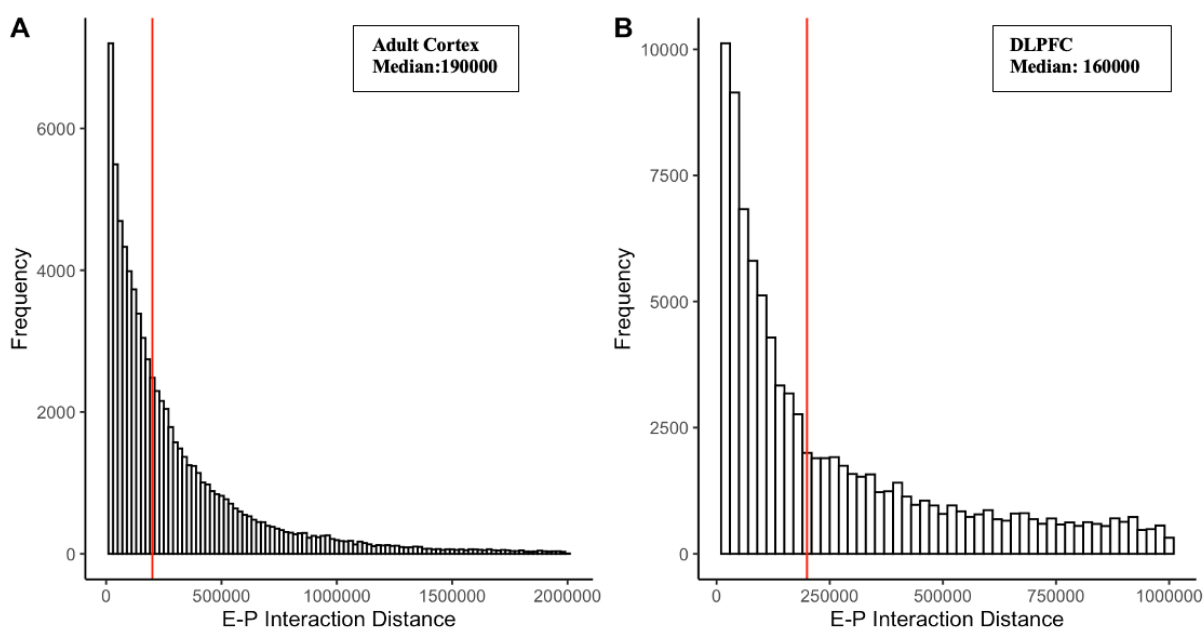 A
Adult Cortex
Median:190000
6000
4000
2000
0
Frequency
0 500000 1000000 1500000 2000000
E-P Interaction Distance
B
DLPFC
Median: 160000
10000
7500
5000
2500
0
Frequency
0 250000 500000 750000 1000000
E-P Interaction Distance